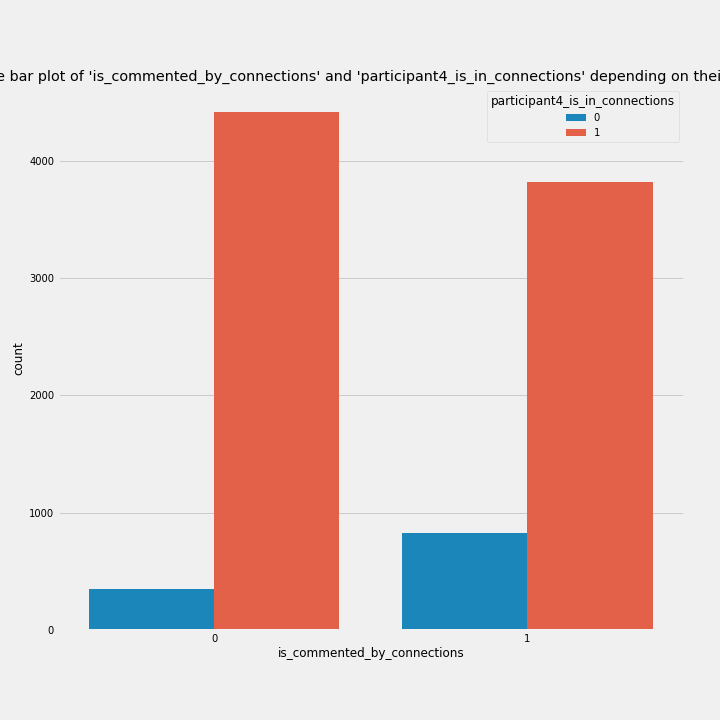 e bar plot of 'is_commented_by_connections' and 'participant4_is_in_connections' depending on thei
participant4_is_in_connections
0
1
4000
3000
2000
1000
0
count
0 1
is_commented_by_connections